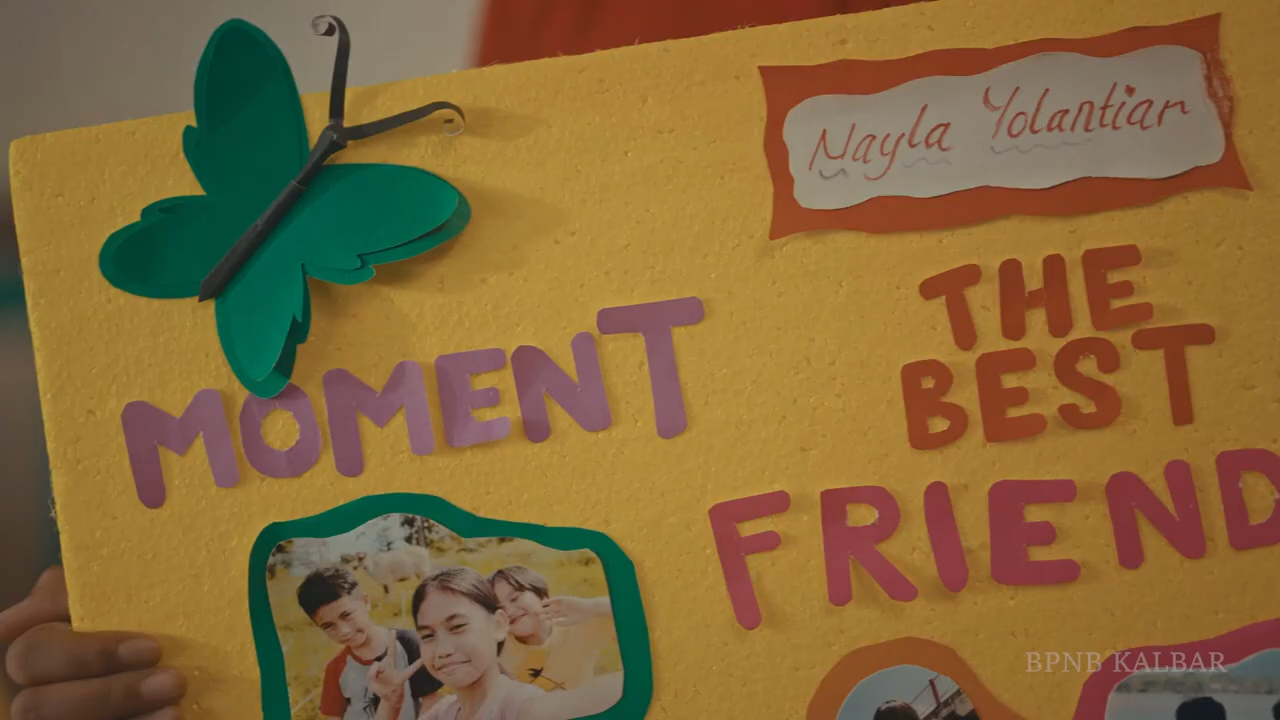 Nayla Yolantiar
MOMENT
THE
BEST
FRIEND
BPNB KALBAR